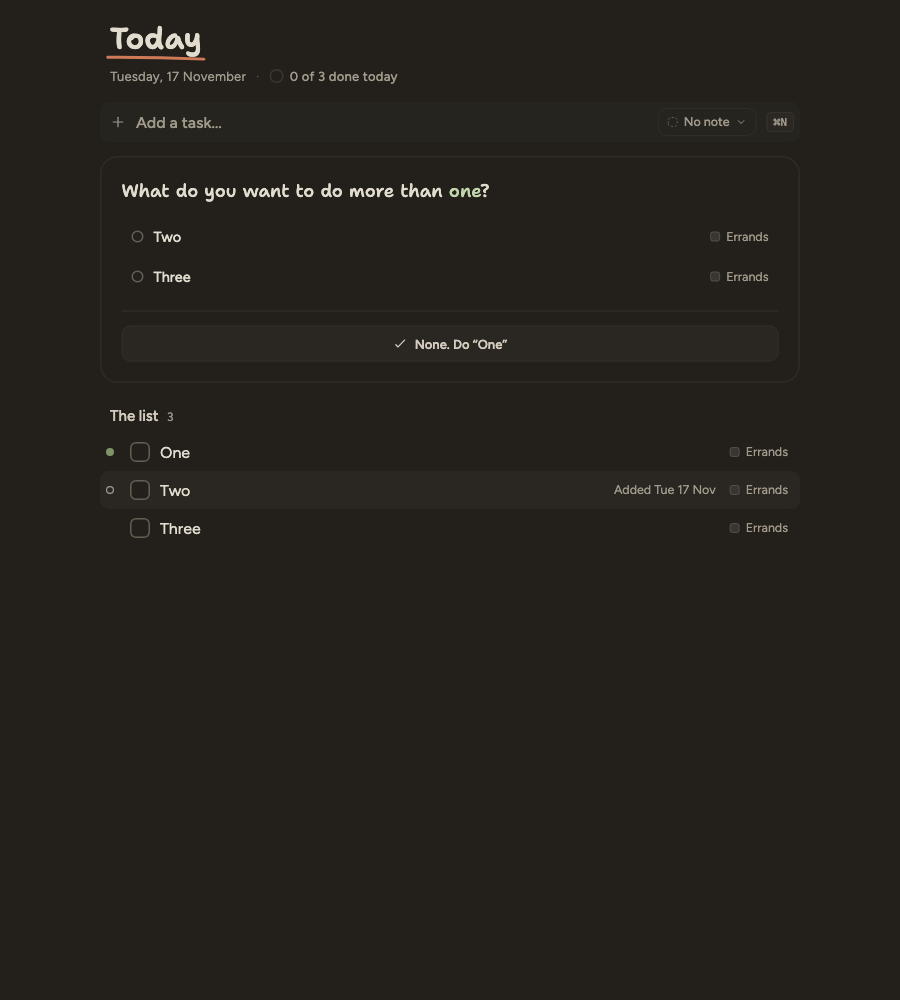 Today
Tuesday, 17 November · 0 of 3 done today
Add a task... No note ⌘N
What do you want to do more than one?
Two Errands
Three Errands
None. Do “One”
The list 3
One Errands
Two Added Tue 17 Nov Errands
Three Errands